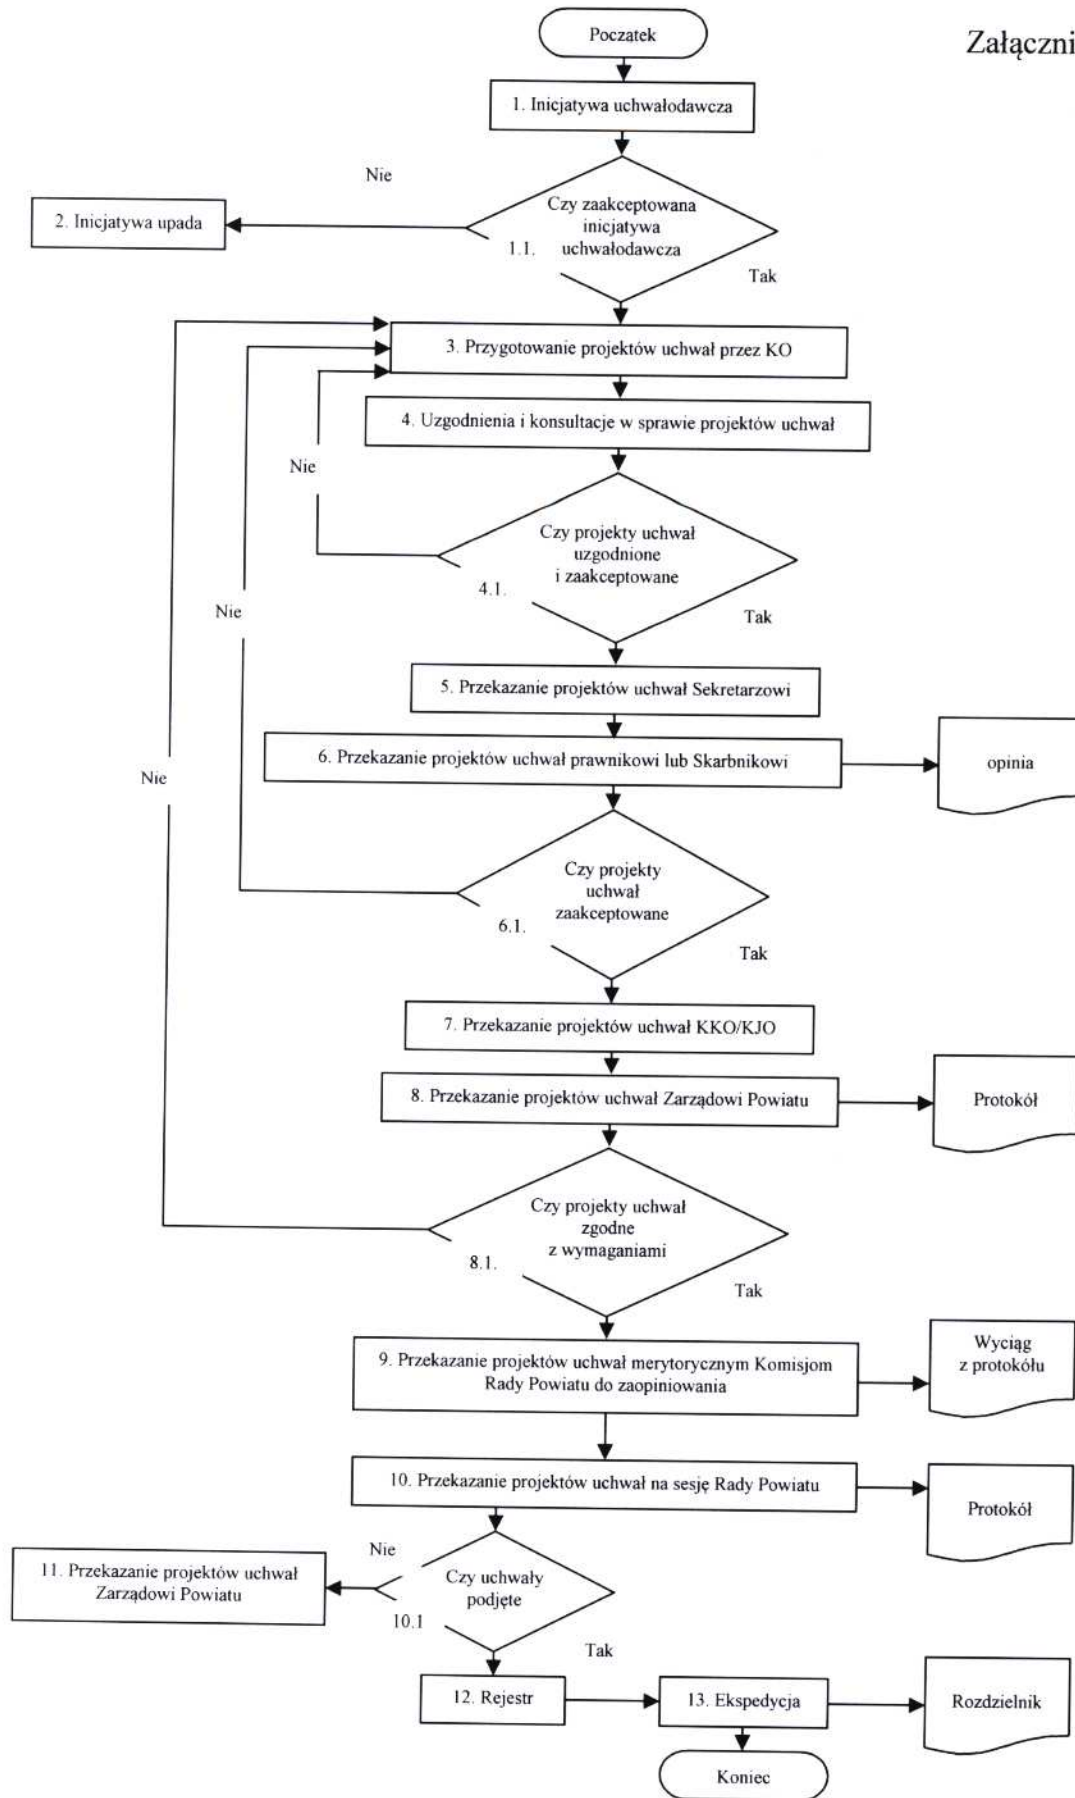 Początek
Załączni
1. Inicjatywa uchwałodawcza
Nie
2. Inicjatywa upada
Czy zaakceptowana
inicjatywa
uchwałodawcza
1.1.
Tak
3. Przygotowanie projektów uchwał przez KO
4. Uzgodnienia i konsultacje w sprawie projektów uchwał
Nie
Czy projekty uchwał
uzgodnione
i zaakceptowane
4.1.
Nie
Tak
5. Przekazanie projektów uchwał Sekretarzowi
6. Przekazanie projektów uchwał prawnikowi lub Skarbnikowi
opinia
Nie
Czy projekty
uchwał
zaakceptowane
6.1.
Tak
7. Przekazanie projektów uchwał KKO/KJO
8. Przekazanie projektów uchwał Zarządowi Powiatu
Protokół
Czy projekty uchwał
zgodne
z wymaganiami
8.1.
Tak
9. Przekazanie projektów uchwał merytorycznym Komisjom
Rady Powiatu do zaopiniowania
Wyciąg
z protokółu
10. Przekazanie projektów uchwał na sesję Rady Powiatu
Protokół
Nie
11. Przekazanie projektów uchwał
Zarządowi Powiatu
Czy uchwały
podjęte
10.1
Tak
12. Rejestr
13. Ekspedycja
Rozdzielnik
Koniec